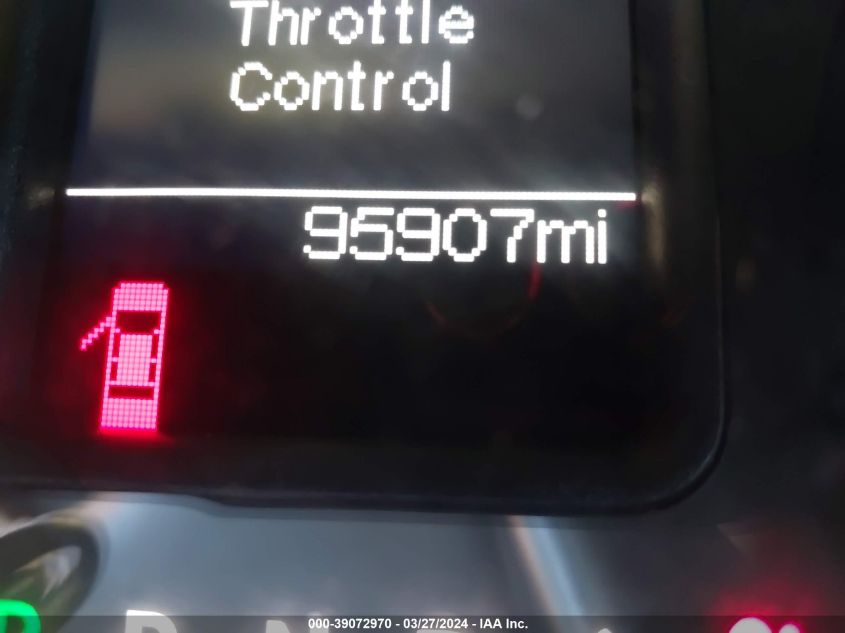 Throttle
Control
95907mi
P R N
000-39072970 - 03/27/2024 - IAA Inc.